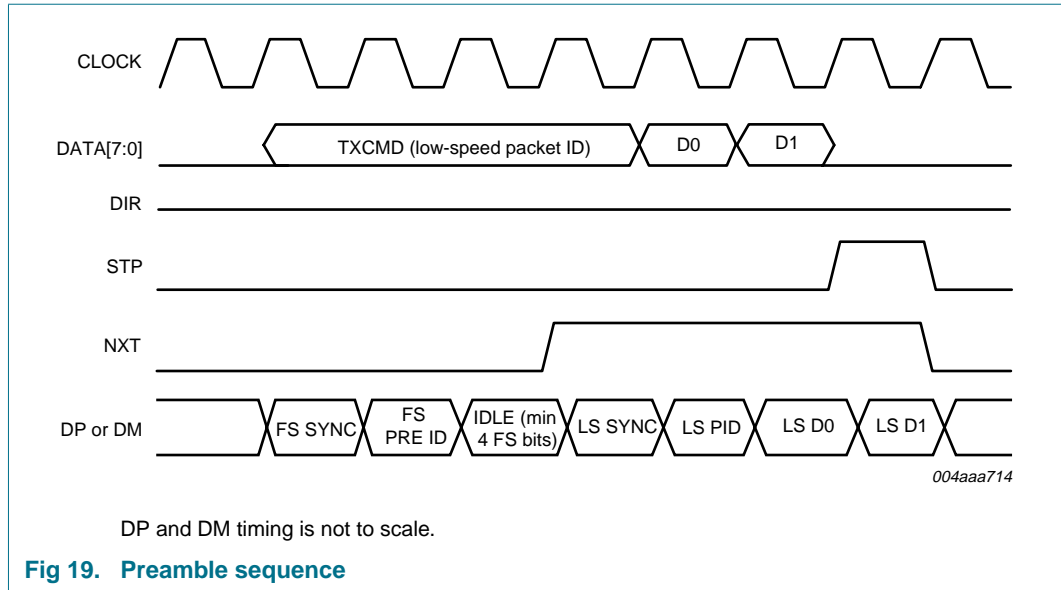 CLOCK
DATA[7:0]
TXCMD (low-speed packet ID)
D0
D1
DIR
STP
NXT
DP or DM
FS SYNC
FS
PRE ID
IDLE (min
4 FS bits)
LS SYNC
LS PID
LS D0
LS D1
004aaa714
DP and DM timing is not to scale.
Fig 19. Preamble sequence